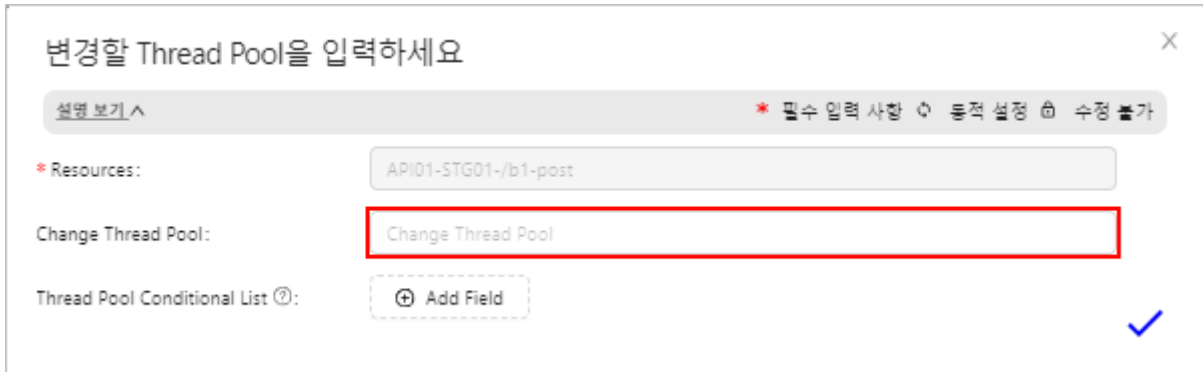 변경할 Thread Pool을 입력하세요
설명 보기 * 필수 입력 사항 동적 설정 수정 불가
* Resources: API01-STG01-/b1-post
Change Thread Pool: Change Thread Pool
Thread Pool Conditional List ?: Add Field